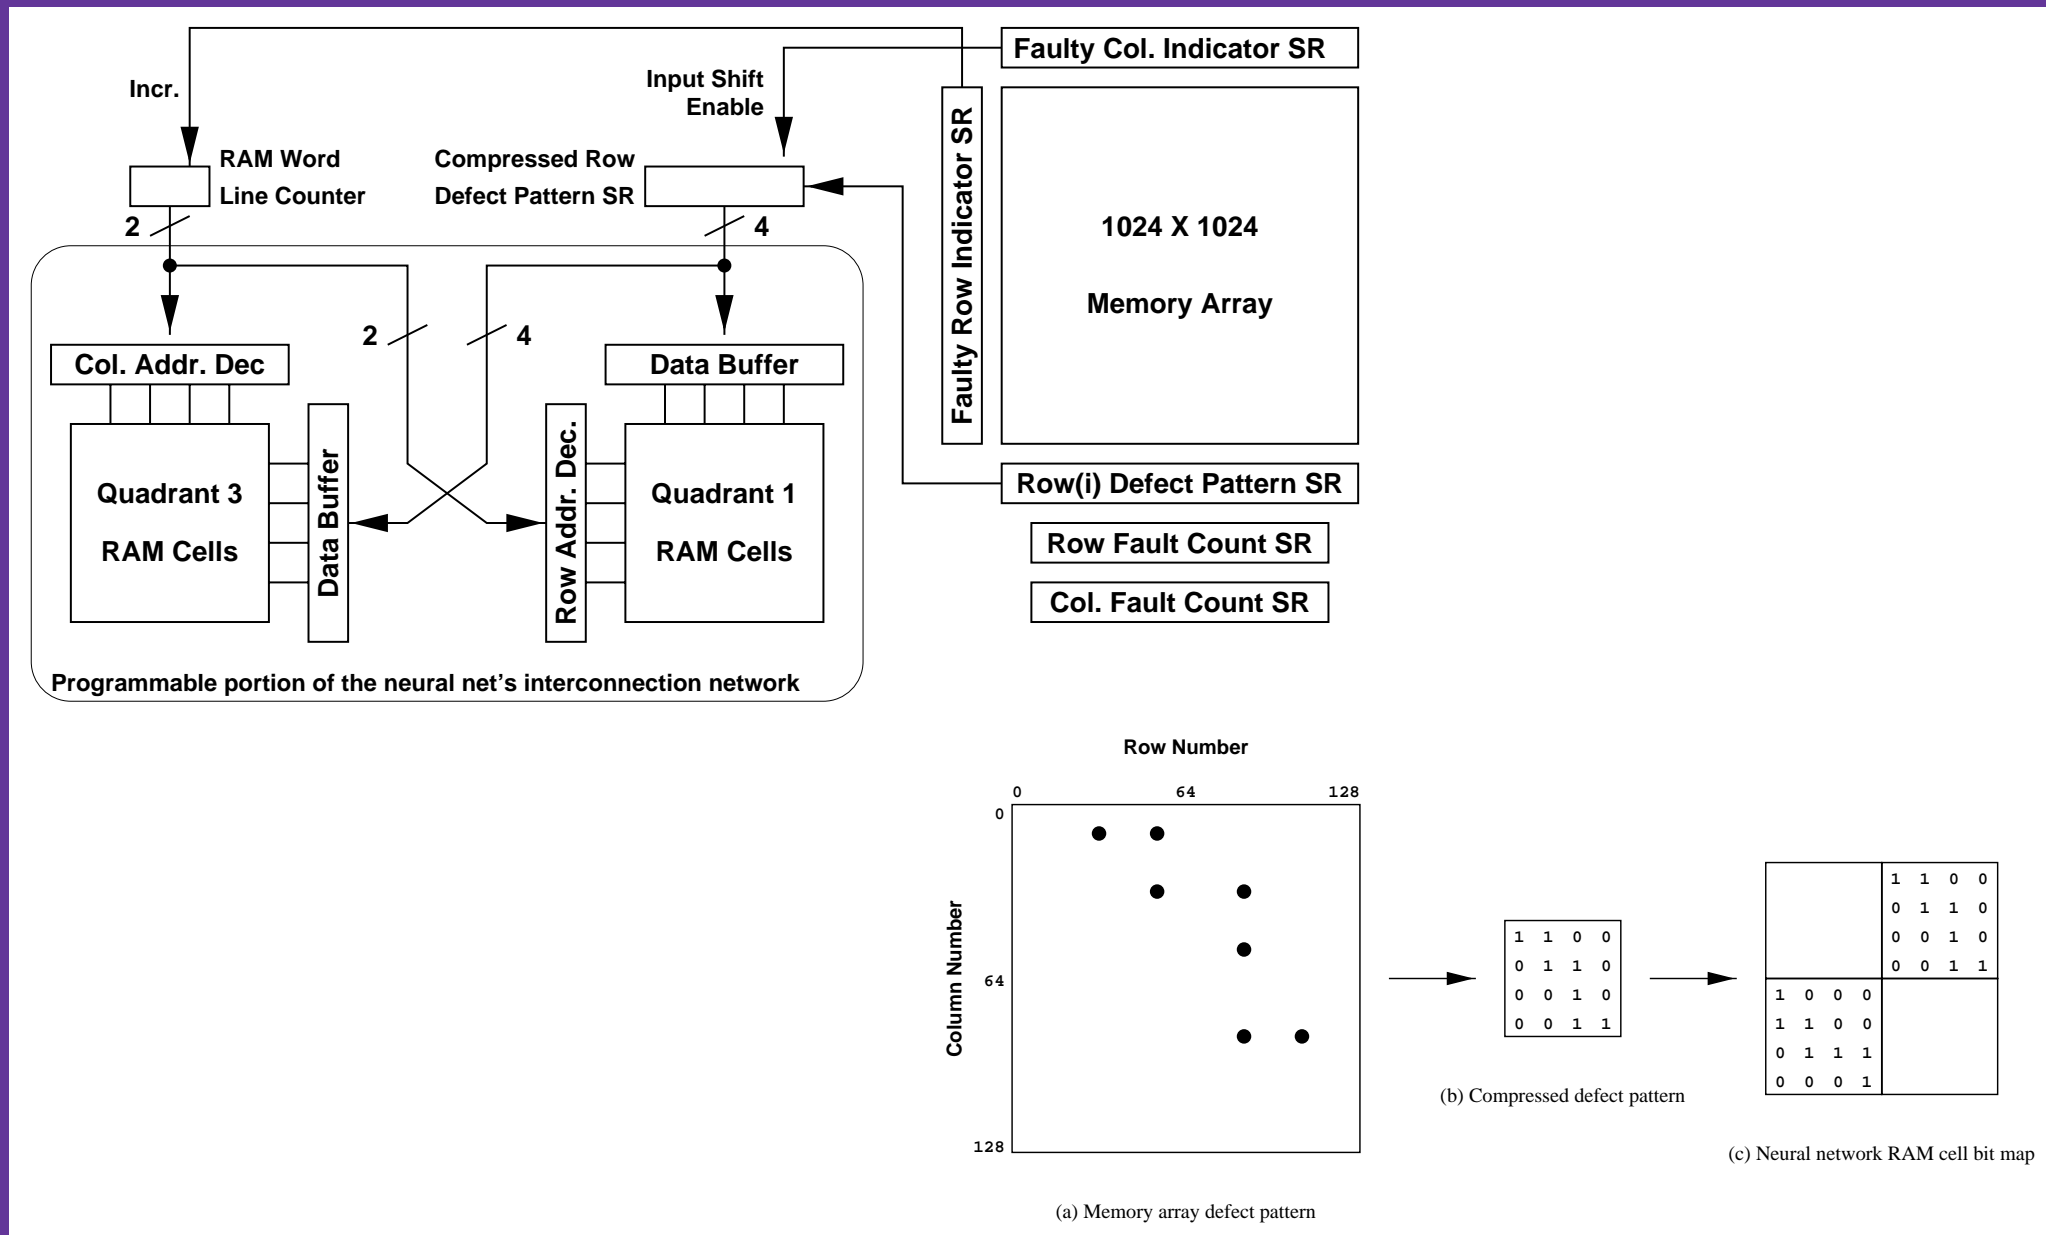 Faulty Col. Indicator SR
Incr.
Input Shift
Enable
Faulty Row Indicator SR
1024 X 1024
Memory Array
RAM Word
Line Counter
Compressed Row
Defect Pattern SR
2
4
2
4
Col. Addr. Dec
Data Buffer
Quadrant 3
RAM Cells
Data Buffer
Row Addr. Dec.
Quadrant 1
RAM Cells
Row(i) Defect Pattern SR
Row Fault Count SR
Col. Fault Count SR
Programmable portion of the neural net's interconnection network
Row Number
0 64 128
0
Column Number
64
128
(a) Memory array defect pattern
1 1 0 0
0 1 1 0
0 0 1 0
0 0 1 1
(b) Compressed defect pattern
1 1 0 0
0 1 1 0
0 0 1 0
0 0 1 1
1 0 0 0
1 1 0 0
0 1 1 1
0 0 0 1
(c) Neural network RAM cell bit map